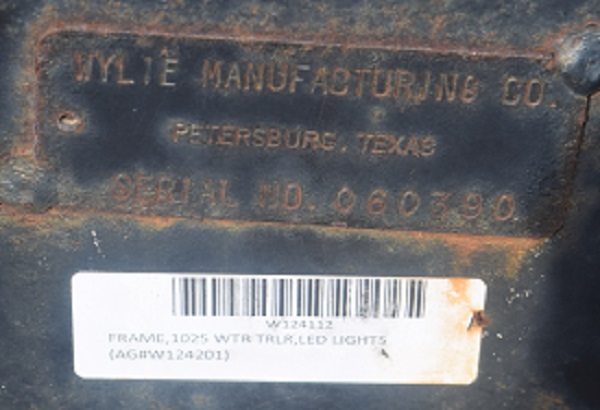 WYLIE MANUFACTURING CO.
PETERSBURG, TEXAS
SERIAL NO. 060390
W124112
FRAME,1025 WTR TRLR,LED LIGHTS
(AG#W124201)